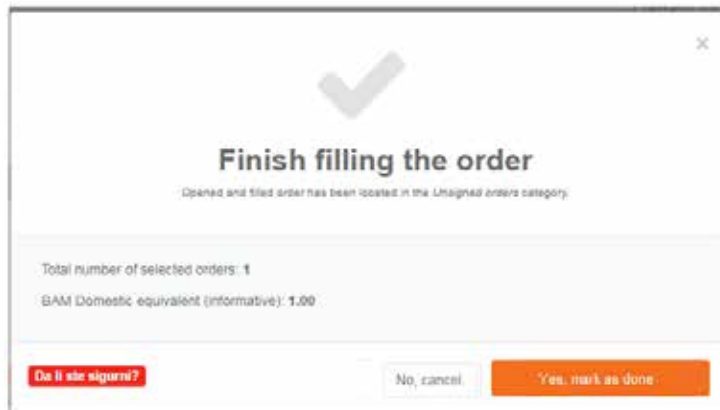 Finish filling the order
Opened and filled order has been located in the Unsigned orders category.
Total number of selected orders: 1
BAM Domestic equivalent (informative): 1.00
Da li ste sigurni?
No, cancel
Yes, mark as done